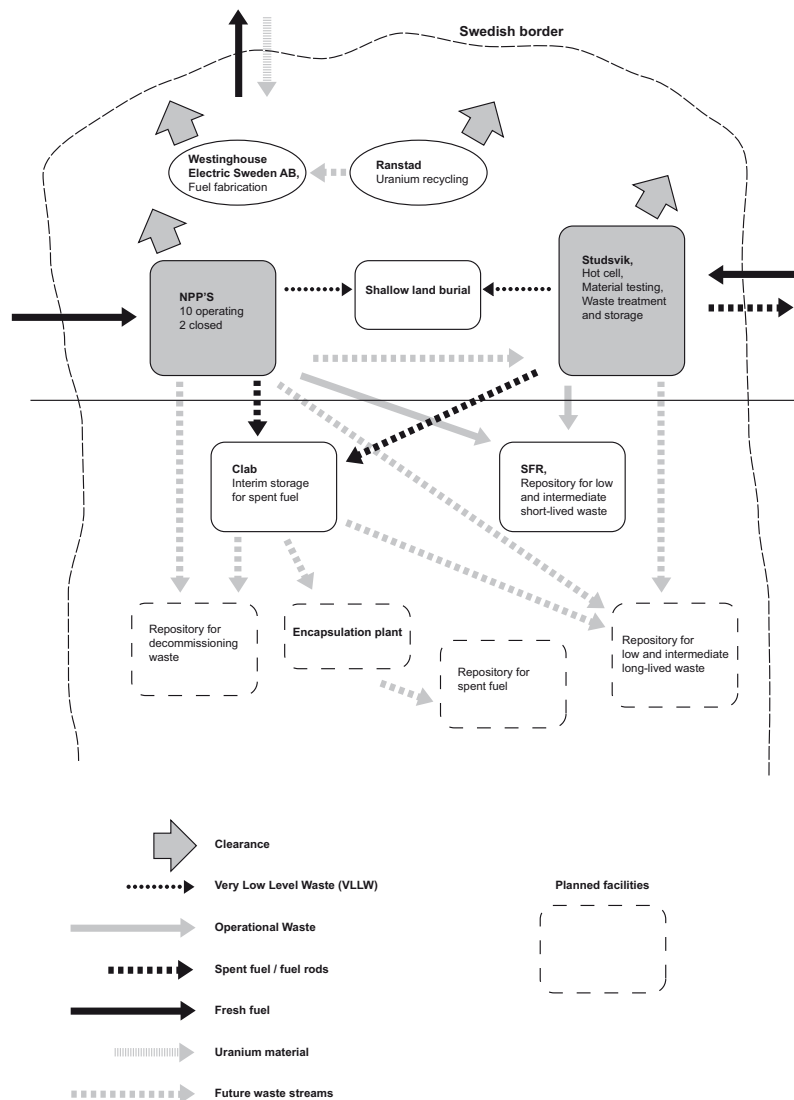 Swedish border
Westinghouse
Electric Sweden AB,
Fuel fabrication
Ranstad
Uranium recycling
NPP'S
10 operating
2 closed
Shallow land burial
Studsvik,
Hot cell,
Material testing,
Waste treatment
and storage
Clab
Interim storage
for spent fuel
SFR,
Repository for low
and intermediate
short-lived waste
Repository for
decommissioning
waste
Encapsulation plant
Repository for
spent fuel
Repository for
low and intermediate
long-lived waste
Clearance
Very Low Level Waste (VLLW)
Operational Waste
Spent fuel / fuel rods
Fresh fuel
Uranium material
Future waste streams
Planned facilities